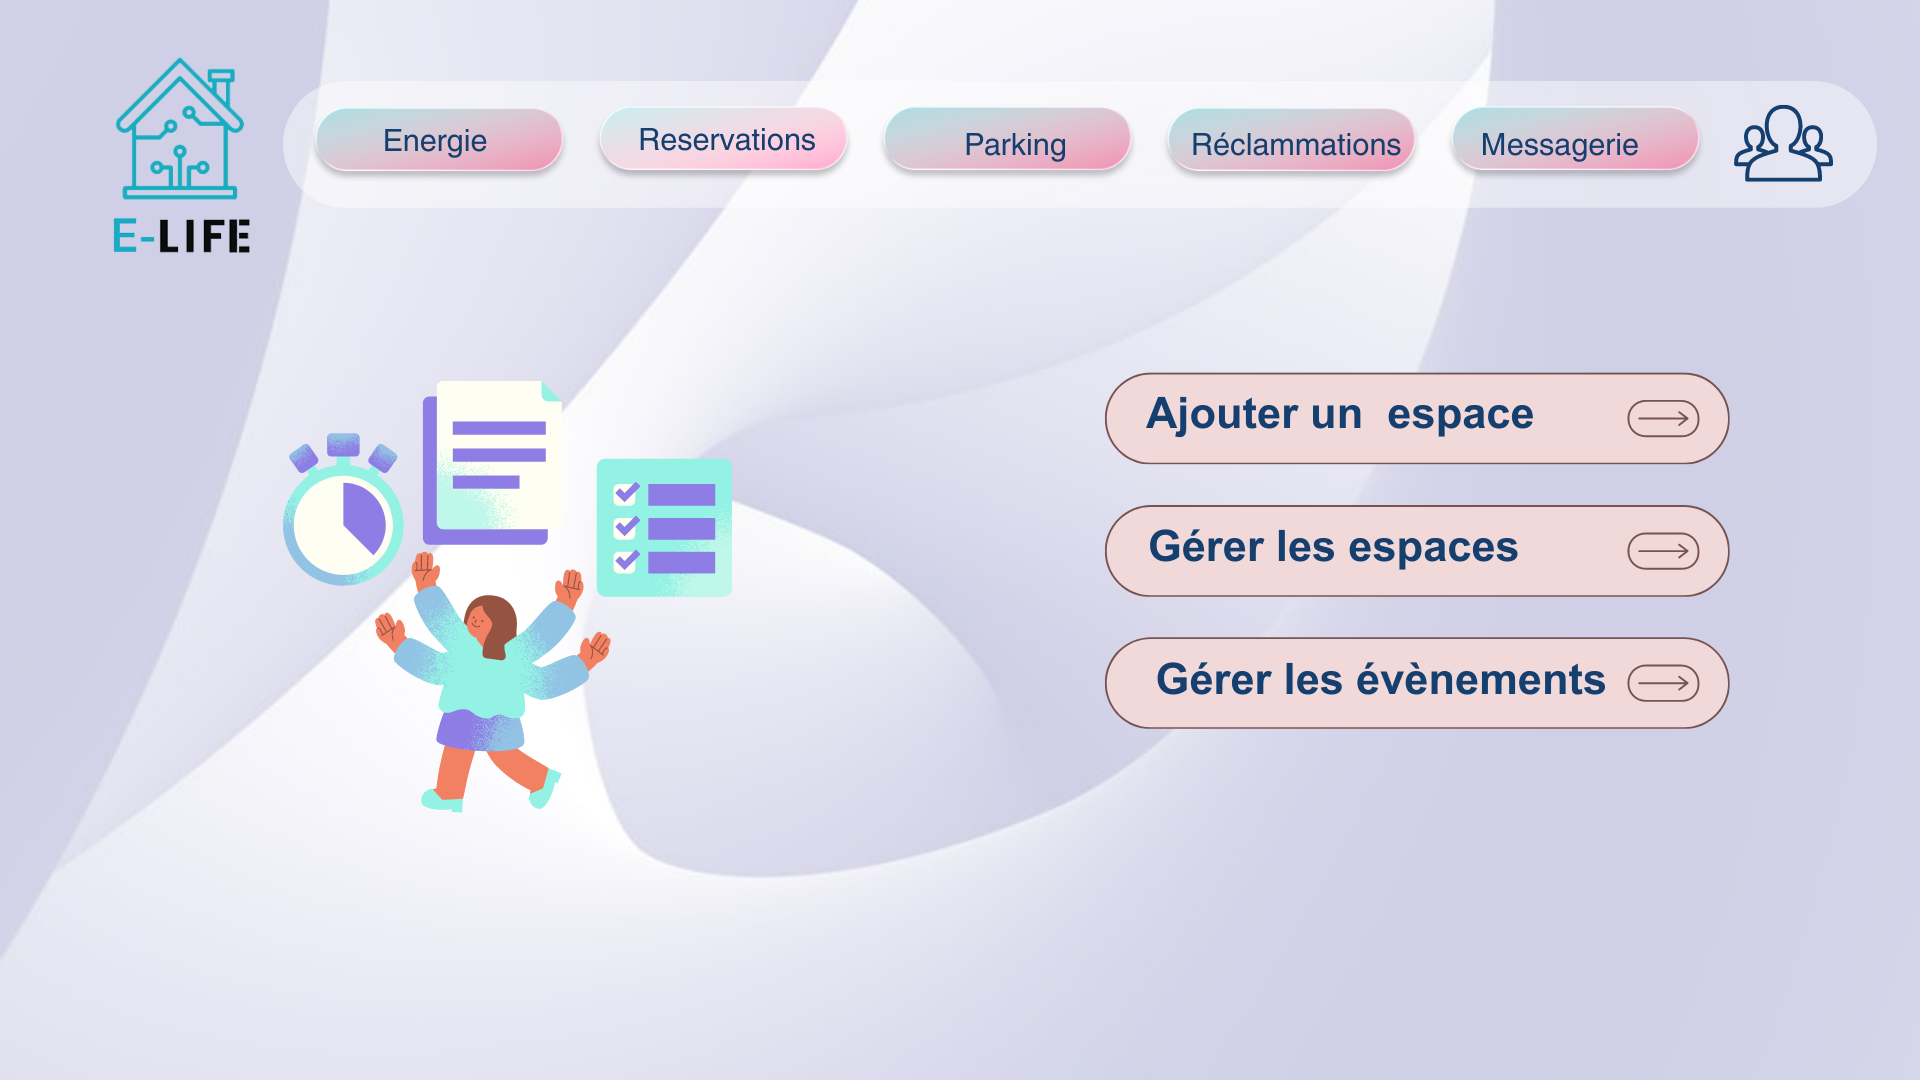 E-LIFE
Energie
Reservations
Parking
Réclammations
Messagerie
Ajouter un  espace
Gérer les espaces
Gérer les évènements